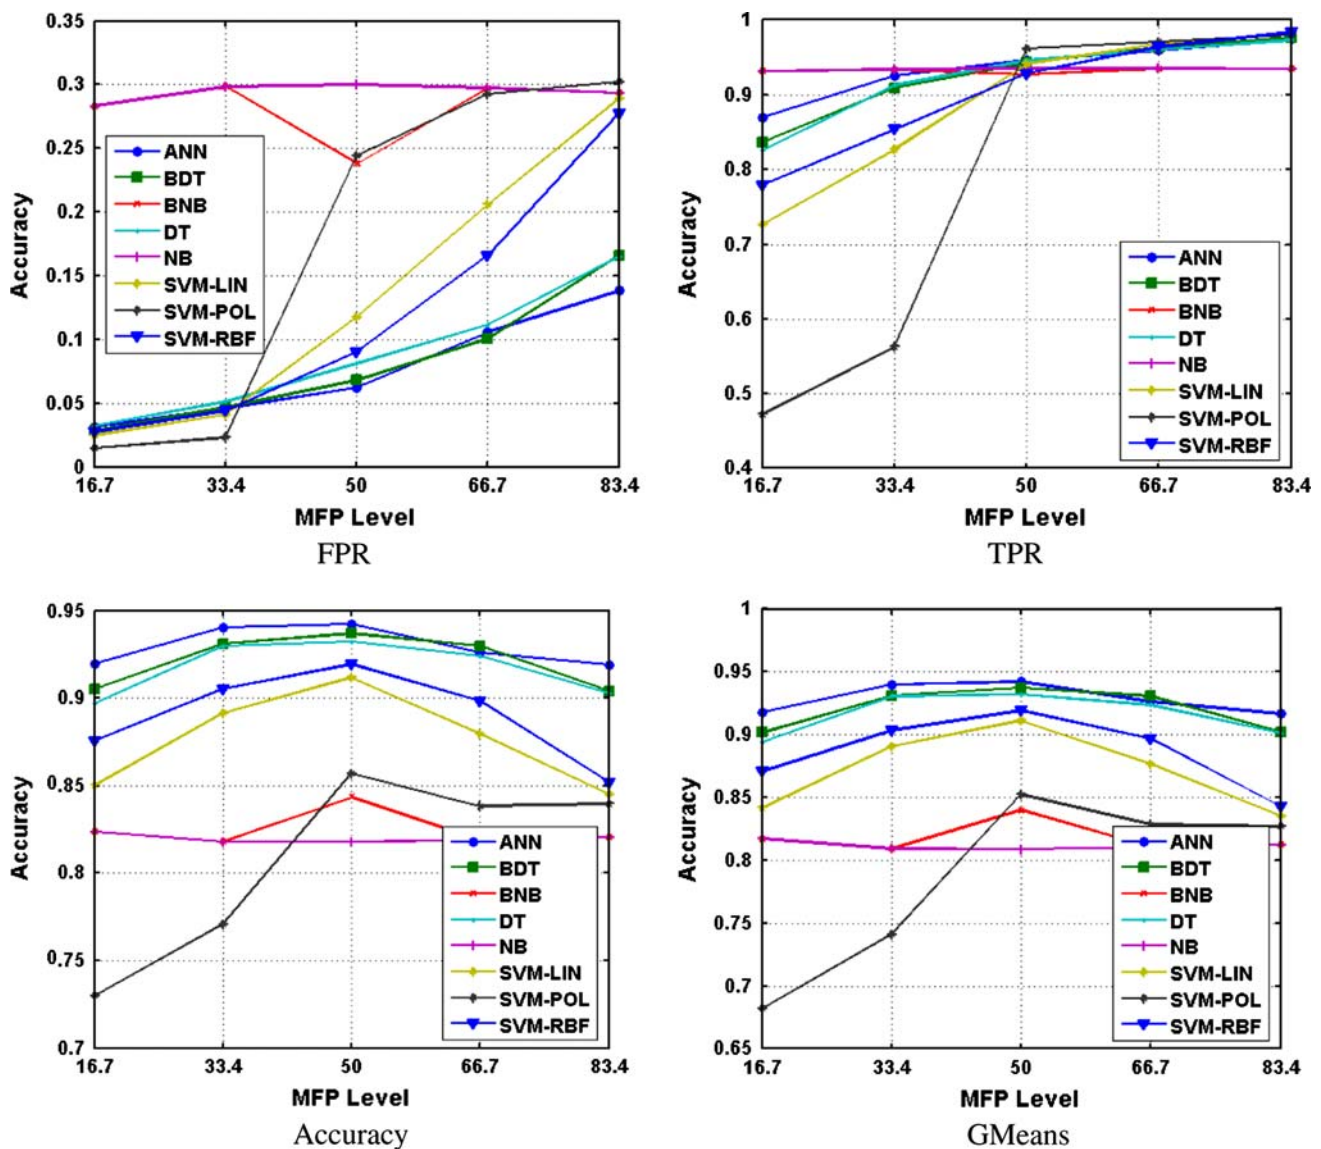 0.35
0.3
0.25
0.2
0.15
0.1
0.05
0
Accuracy
ANN
BDT
BNB
DT
NB
SVM-LIN
SVM-POL
SVM-RBF
16.7 33.4 50 66.7 83.4
MFP Level
FPR
1
0.9
0.8
0.7
0.6
0.5
0.4
Accuracy
ANN
BDT
BNB
DT
NB
SVM-LIN
SVM-POL
SVM-RBF
16.7 33.4 50 66.7 83.4
MFP Level
TPR
0.95
0.9
0.85
0.8
0.75
0.7
Accuracy
ANN
BDT
BNB
DT
NB
SVM-LIN
SVM-POL
SVM-RBF
16.7 33.4 50 66.7 83.4
MFP Level
Accuracy
1
0.95
0.9
0.85
0.8
0.75
0.7
0.65
Accuracy
ANN
BDT
BNB
DT
NB
SVM-LIN
SVM-POL
SVM-RBF
16.7 33.4 50 66.7 83.4
MFP Level
GMeans